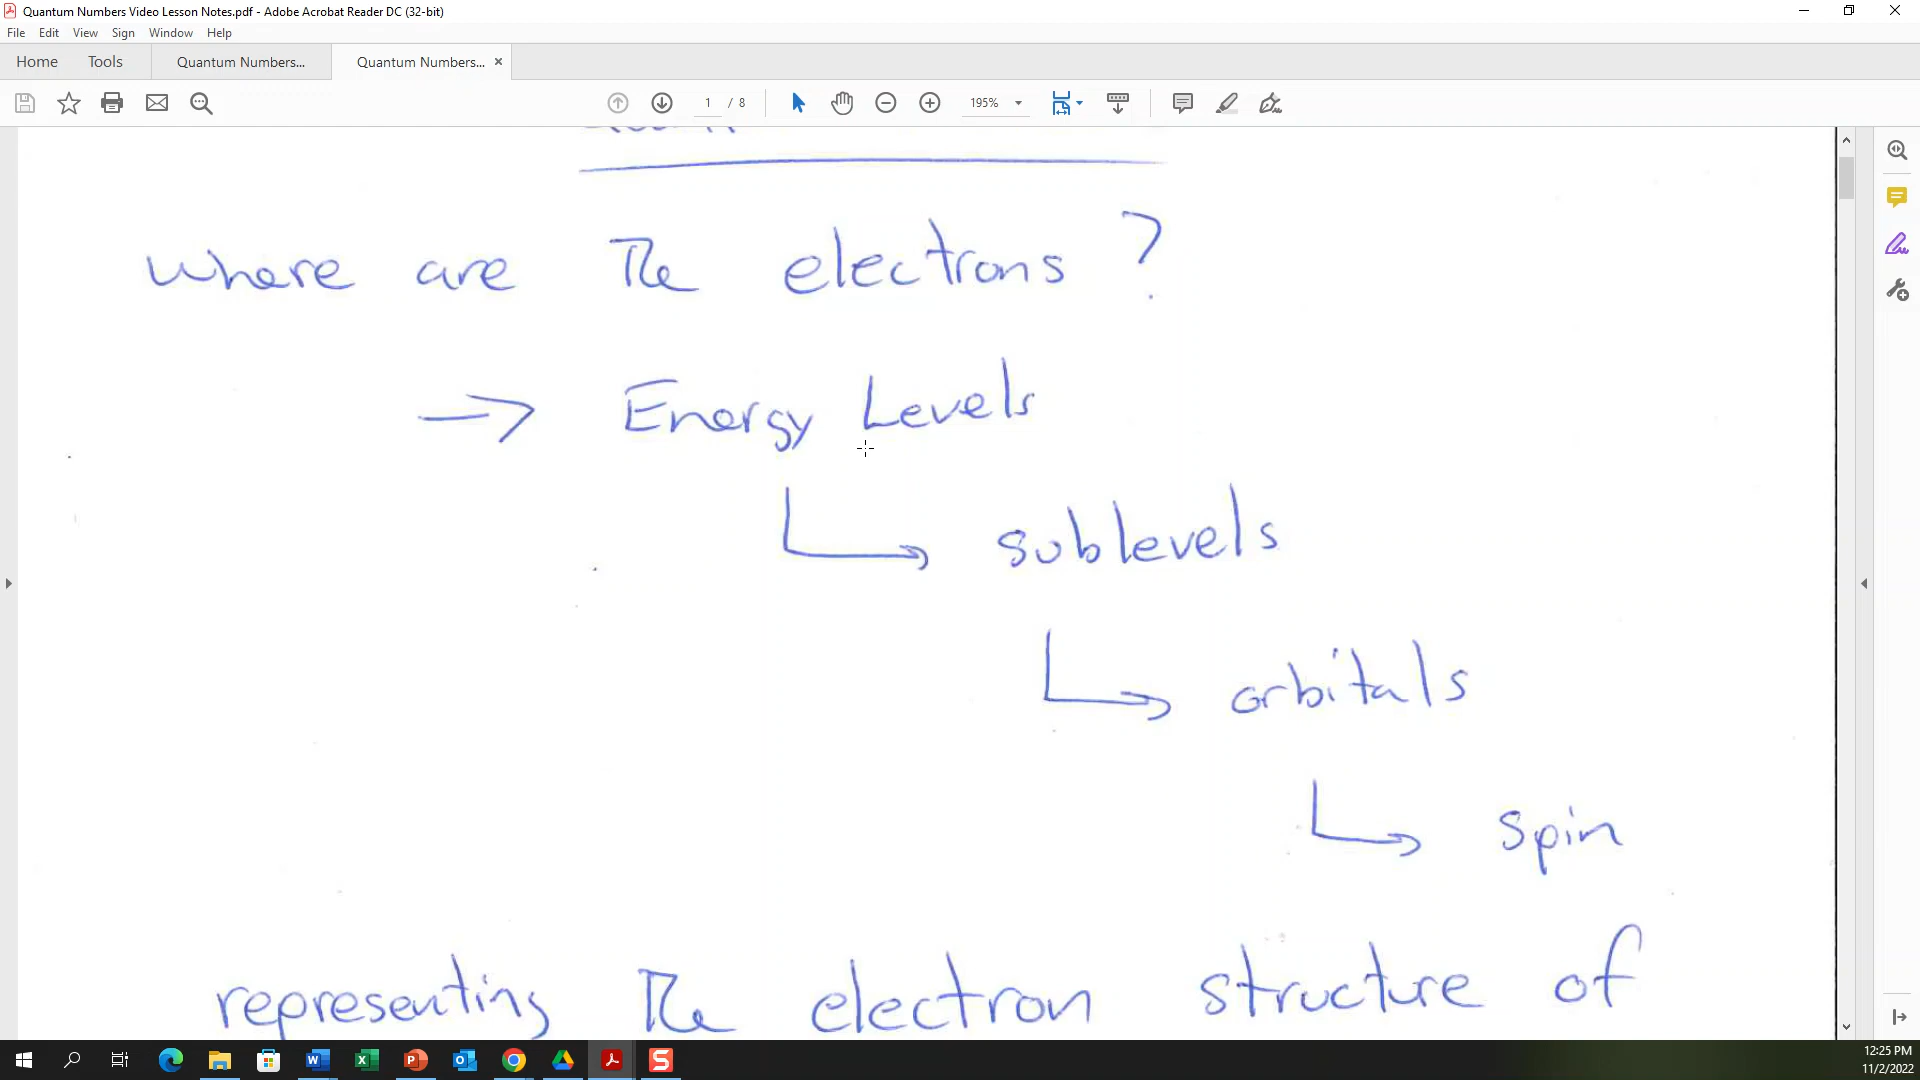 Quantum Numbers Video Lesson Notes.pdf - Adobe Acrobat Reader DC (32-bit)
File Edit View Sign Window Help
Home Tools Quantum Numbers... Quantum Numbers...
1 / 8 195%
where are The electrons ?
→ Energy Levels
sublevels
orbitals
spin
representing The electron structure of
12:25 PM
11/2/2022